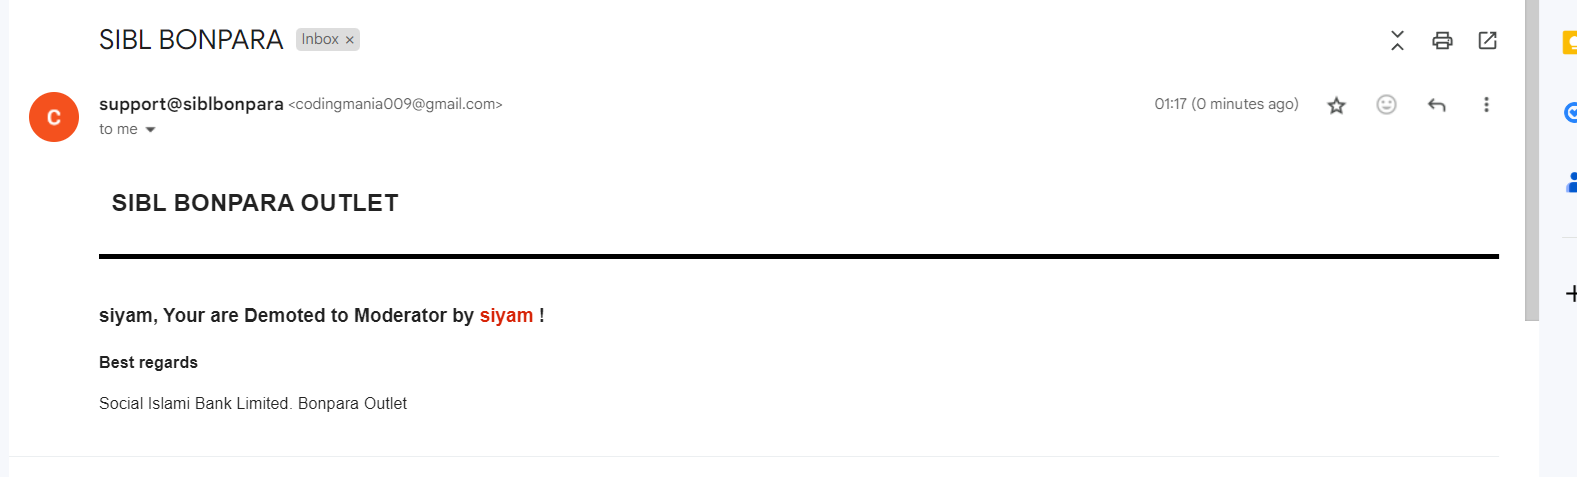 SIBL BONPARA Inbox ×
support@siblbonpara <codingmania009@gmail.com> 01:17 (0 minutes ago)
C
to me
SIBL BONPARA OUTLET
siyam, Your are Demoted to Moderator by siyam !
Best regards
Social Islami Bank Limited. Bonpara Outlet